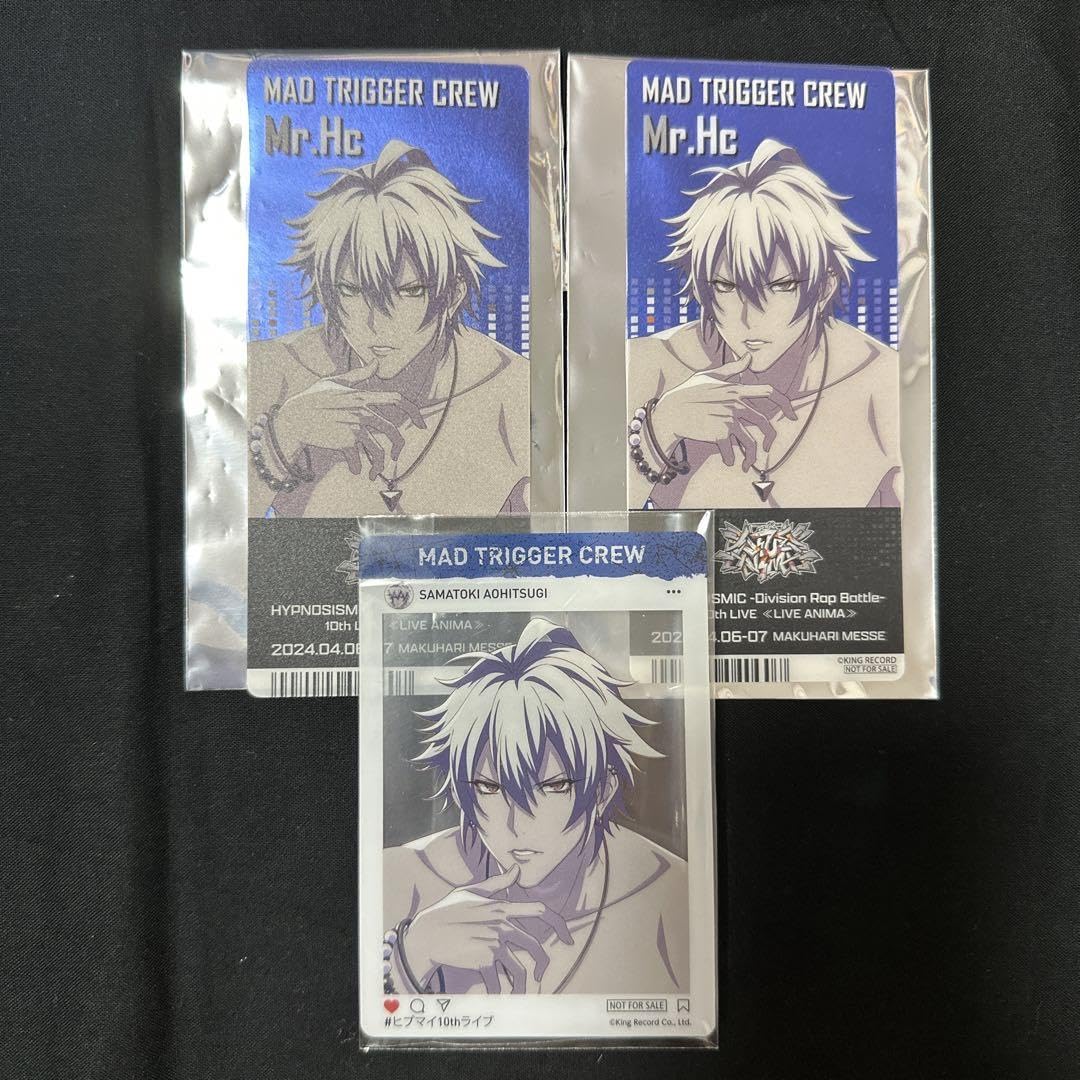 MAD TRIGGER CREW
Mr.Hc
HYPNOSISM
10th L
2024.04.06
MAD TRIGGER CREW
Mr.Hc
OSMIC -Division Rap Battle-
0th LIVE ≪LIVE ANIMA≫
202 4.06-07 MAKUHARI MESSE
©KING RECORD
NOT FOR SALE
MAD TRIGGER CREW
SAMATOKI AOHITSUGI
≪LIVE ANIMA≫
7 MAKUHARI MESSE
NOT FOR SALE
#ヒプマイ10thライブ
©King Record Co., Ltd.